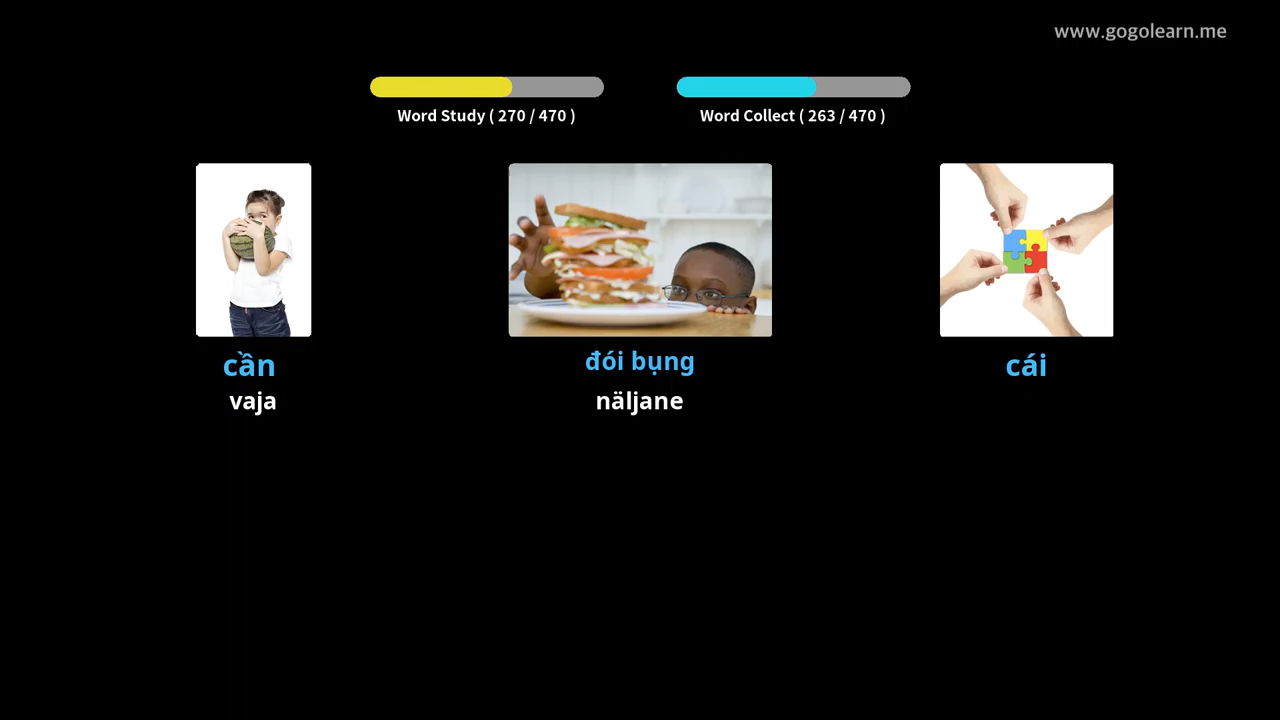 www.gogolearn.me
Word Study ( 270 / 470 )
Word Collect ( 263 / 470 )
cần
đói bụng
cái
vaja
näljane